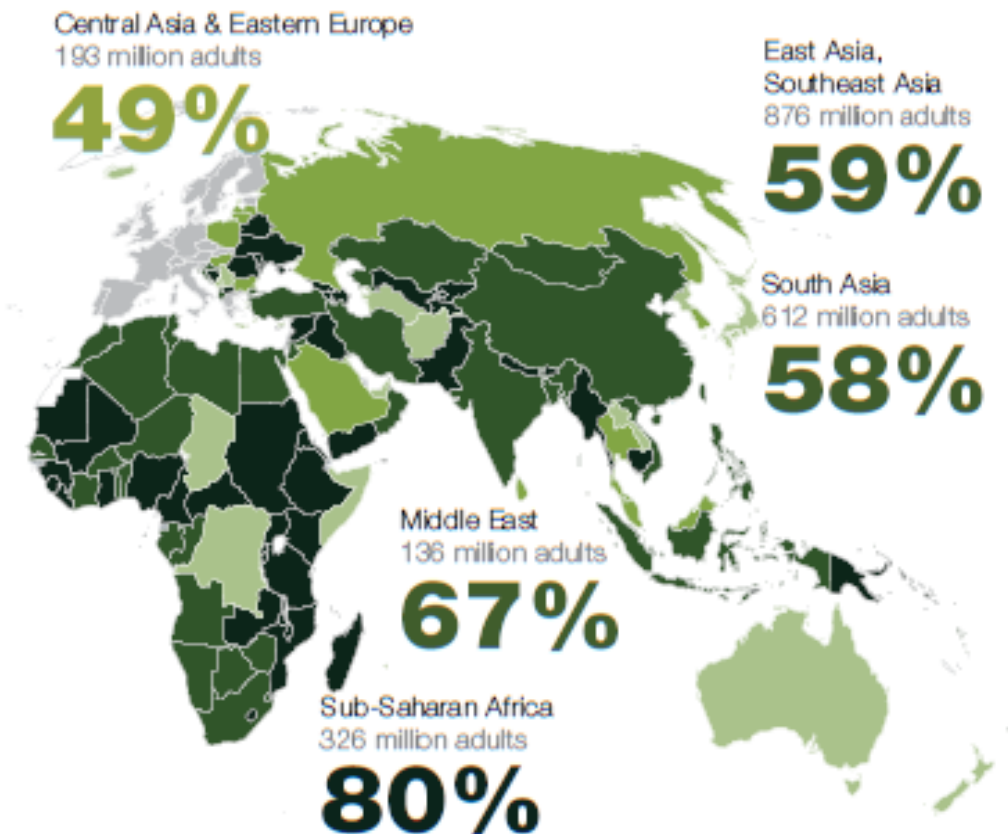 Central Asia & Eastern Europe
193 million adults
49%
East Asia,
Southeast Asia
876 million adults
59%
South Asia
612 million adults
58%
Middle East
136 million adults
67%
Sub-Saharan Africa
326 million adults
80%